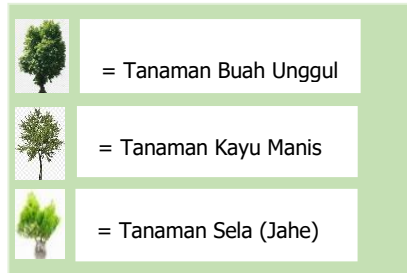 = Tanaman Buah Unggul
= Tanaman Kayu Manis
= Tanaman Sela (Jahe)